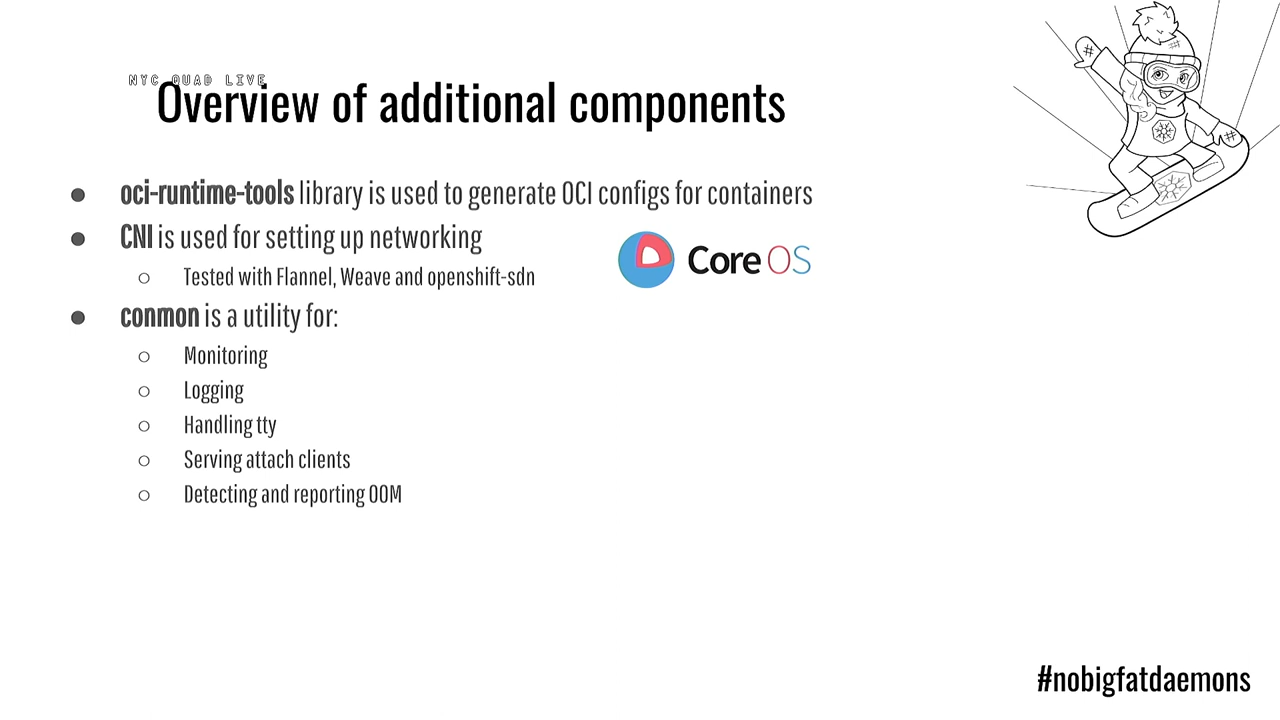 NYC QUAD LIVE
Overview of additional components
● oci-runtime-tools library is used to generate OCI configs for containers
● CNI is used for setting up networking
○ Tested with Flannel, Weave and openshift-sdn
CoreOS
● conmon is a utility for:
○ Monitoring
○ Logging
○ Handling tty
○ Serving attach clients
○ Detecting and reporting OOM
#nobigfatdaemons